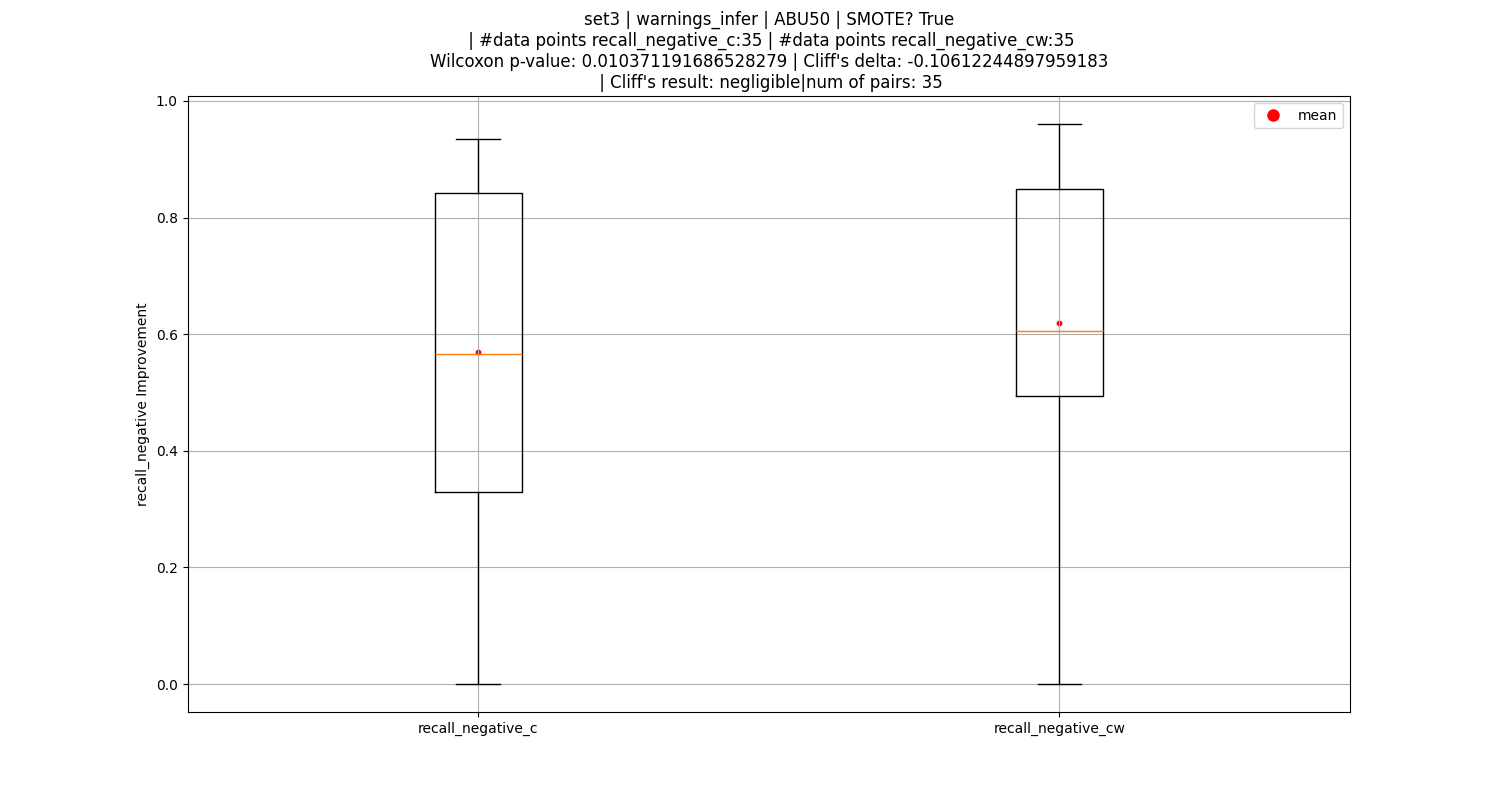 set3 | warnings_infer | ABU50 | SMOTE? True
| #data points recall_negative_c:35 | #data points recall_negative_cw:35
Wilcoxon p-value: 0.010371191686528279 | Cliff's delta: -0.10612244897959183
| Cliff's result: negligible|num of pairs: 35
mean
1.0
0.8
0.6
0.4
0.2
0.0
recall_negative Improvement
recall_negative_c
recall_negative_cw